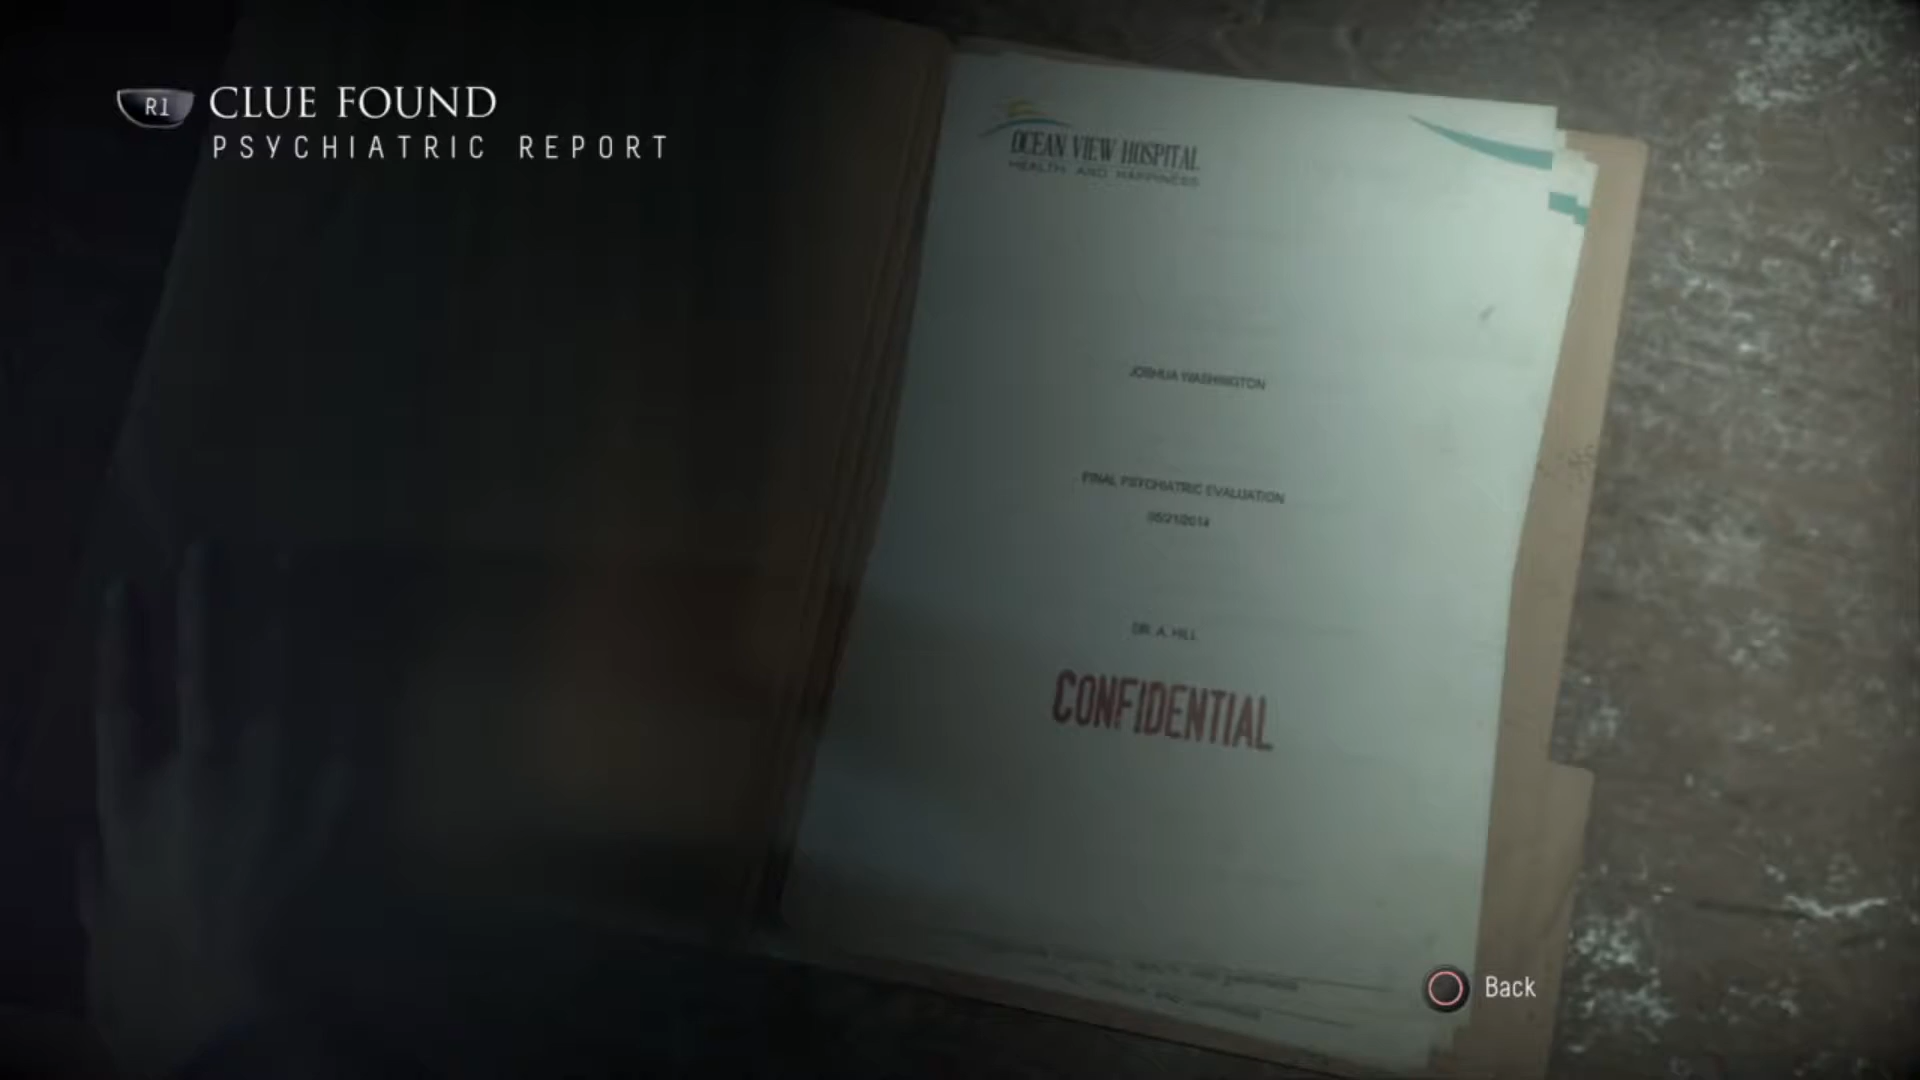 R1 CLUE FOUND
PSYCHIATRIC REPORT
OCEAN VIEW HOSPITAL
HEALTH AND HAPPINESS
JOSHUA WASHINGTON
FINAL PSYCHIATRIC EVALUATION
DR. A. HILL
CONFIDENTIAL
Back